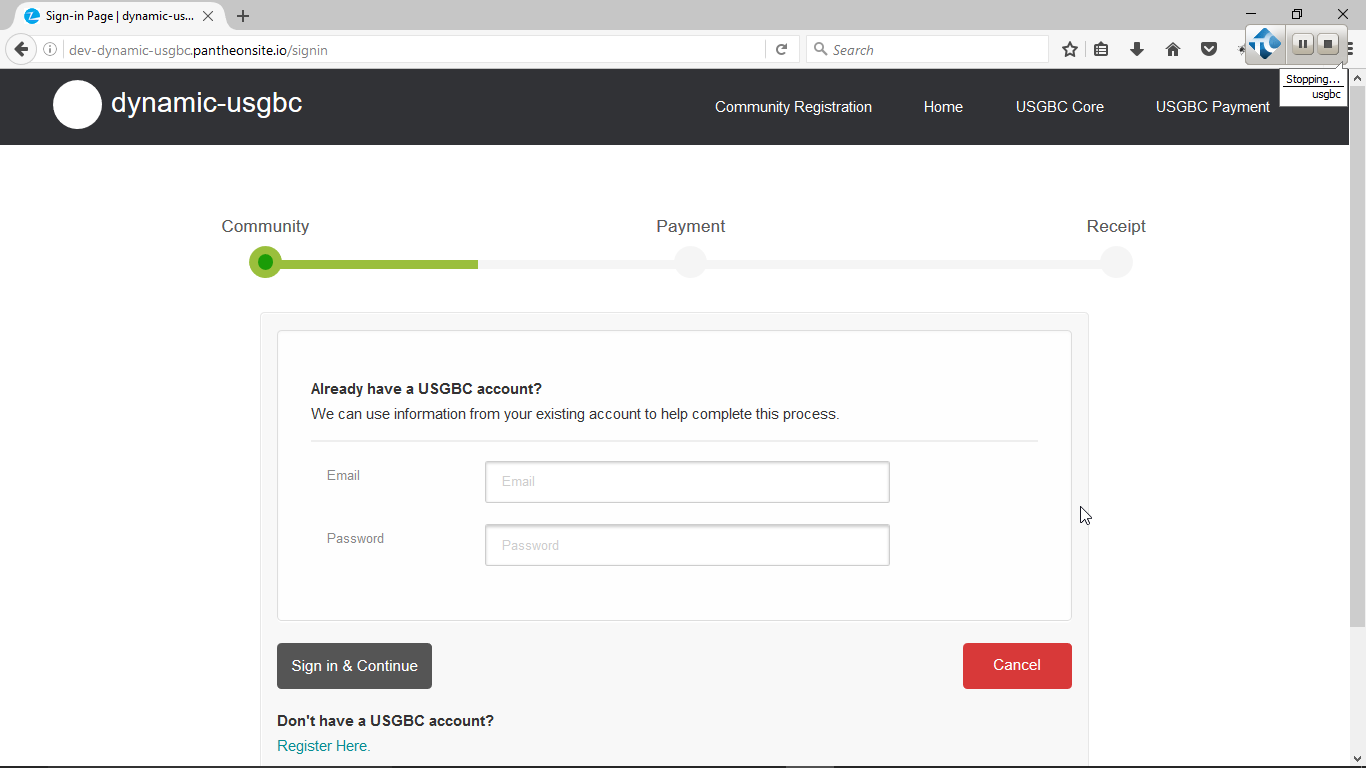 Sign-in Page | dynamic-us...
dev-dynamic-usgbc.pantheonsite.io/signin
Search
Stopping...
usgbc
dynamic-usgbc
Community Registration
Home
USGBC Core
USGBC Payment
Community
Payment
Receipt
Already have a USGBC account?
We can use information from your existing account to help complete this process.
Email
Email
Password
Password
Sign in & Continue
Cancel
Don't have a USGBC account?
Register Here.